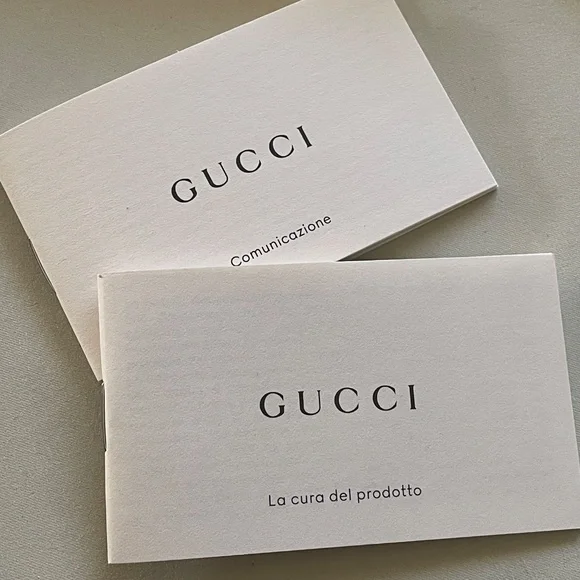 GUCCI
Comunicazione
GUCCI
La cura del prodotto